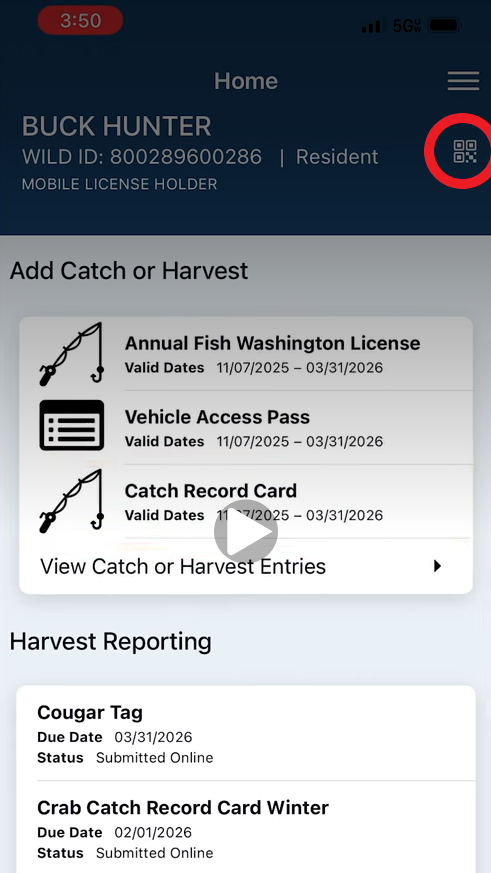 3:50 5G
Home
BUCK HUNTER
WILD ID: 800289600286 | Resident
MOBILE LICENSE HOLDER
Add Catch or Harvest
Annual Fish Washington License
Valid Dates 11/07/2025 – 03/31/2026
Vehicle Access Pass
Valid Dates 11/07/2025 – 03/31/2026
Catch Record Card
Valid Dates 11/07/2025 – 03/31/2026
View Catch or Harvest Entries
Harvest Reporting
Cougar Tag
Due Date 03/31/2026
Status Submitted Online
Crab Catch Record Card Winter
Due Date 02/01/2026
Status Submitted Online